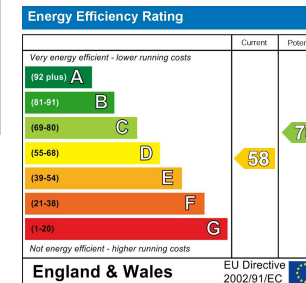 Energy Efficiency Rating
Current
Very energy efficient - lower running costs
(92 plus) A
(81-91) B
(69-80) C
(55-68) D
58
(39-54) E
(21-38) F
(1-20) G
Not energy efficient - higher running costs
England & Wales
EU Directive
2002/91/EC